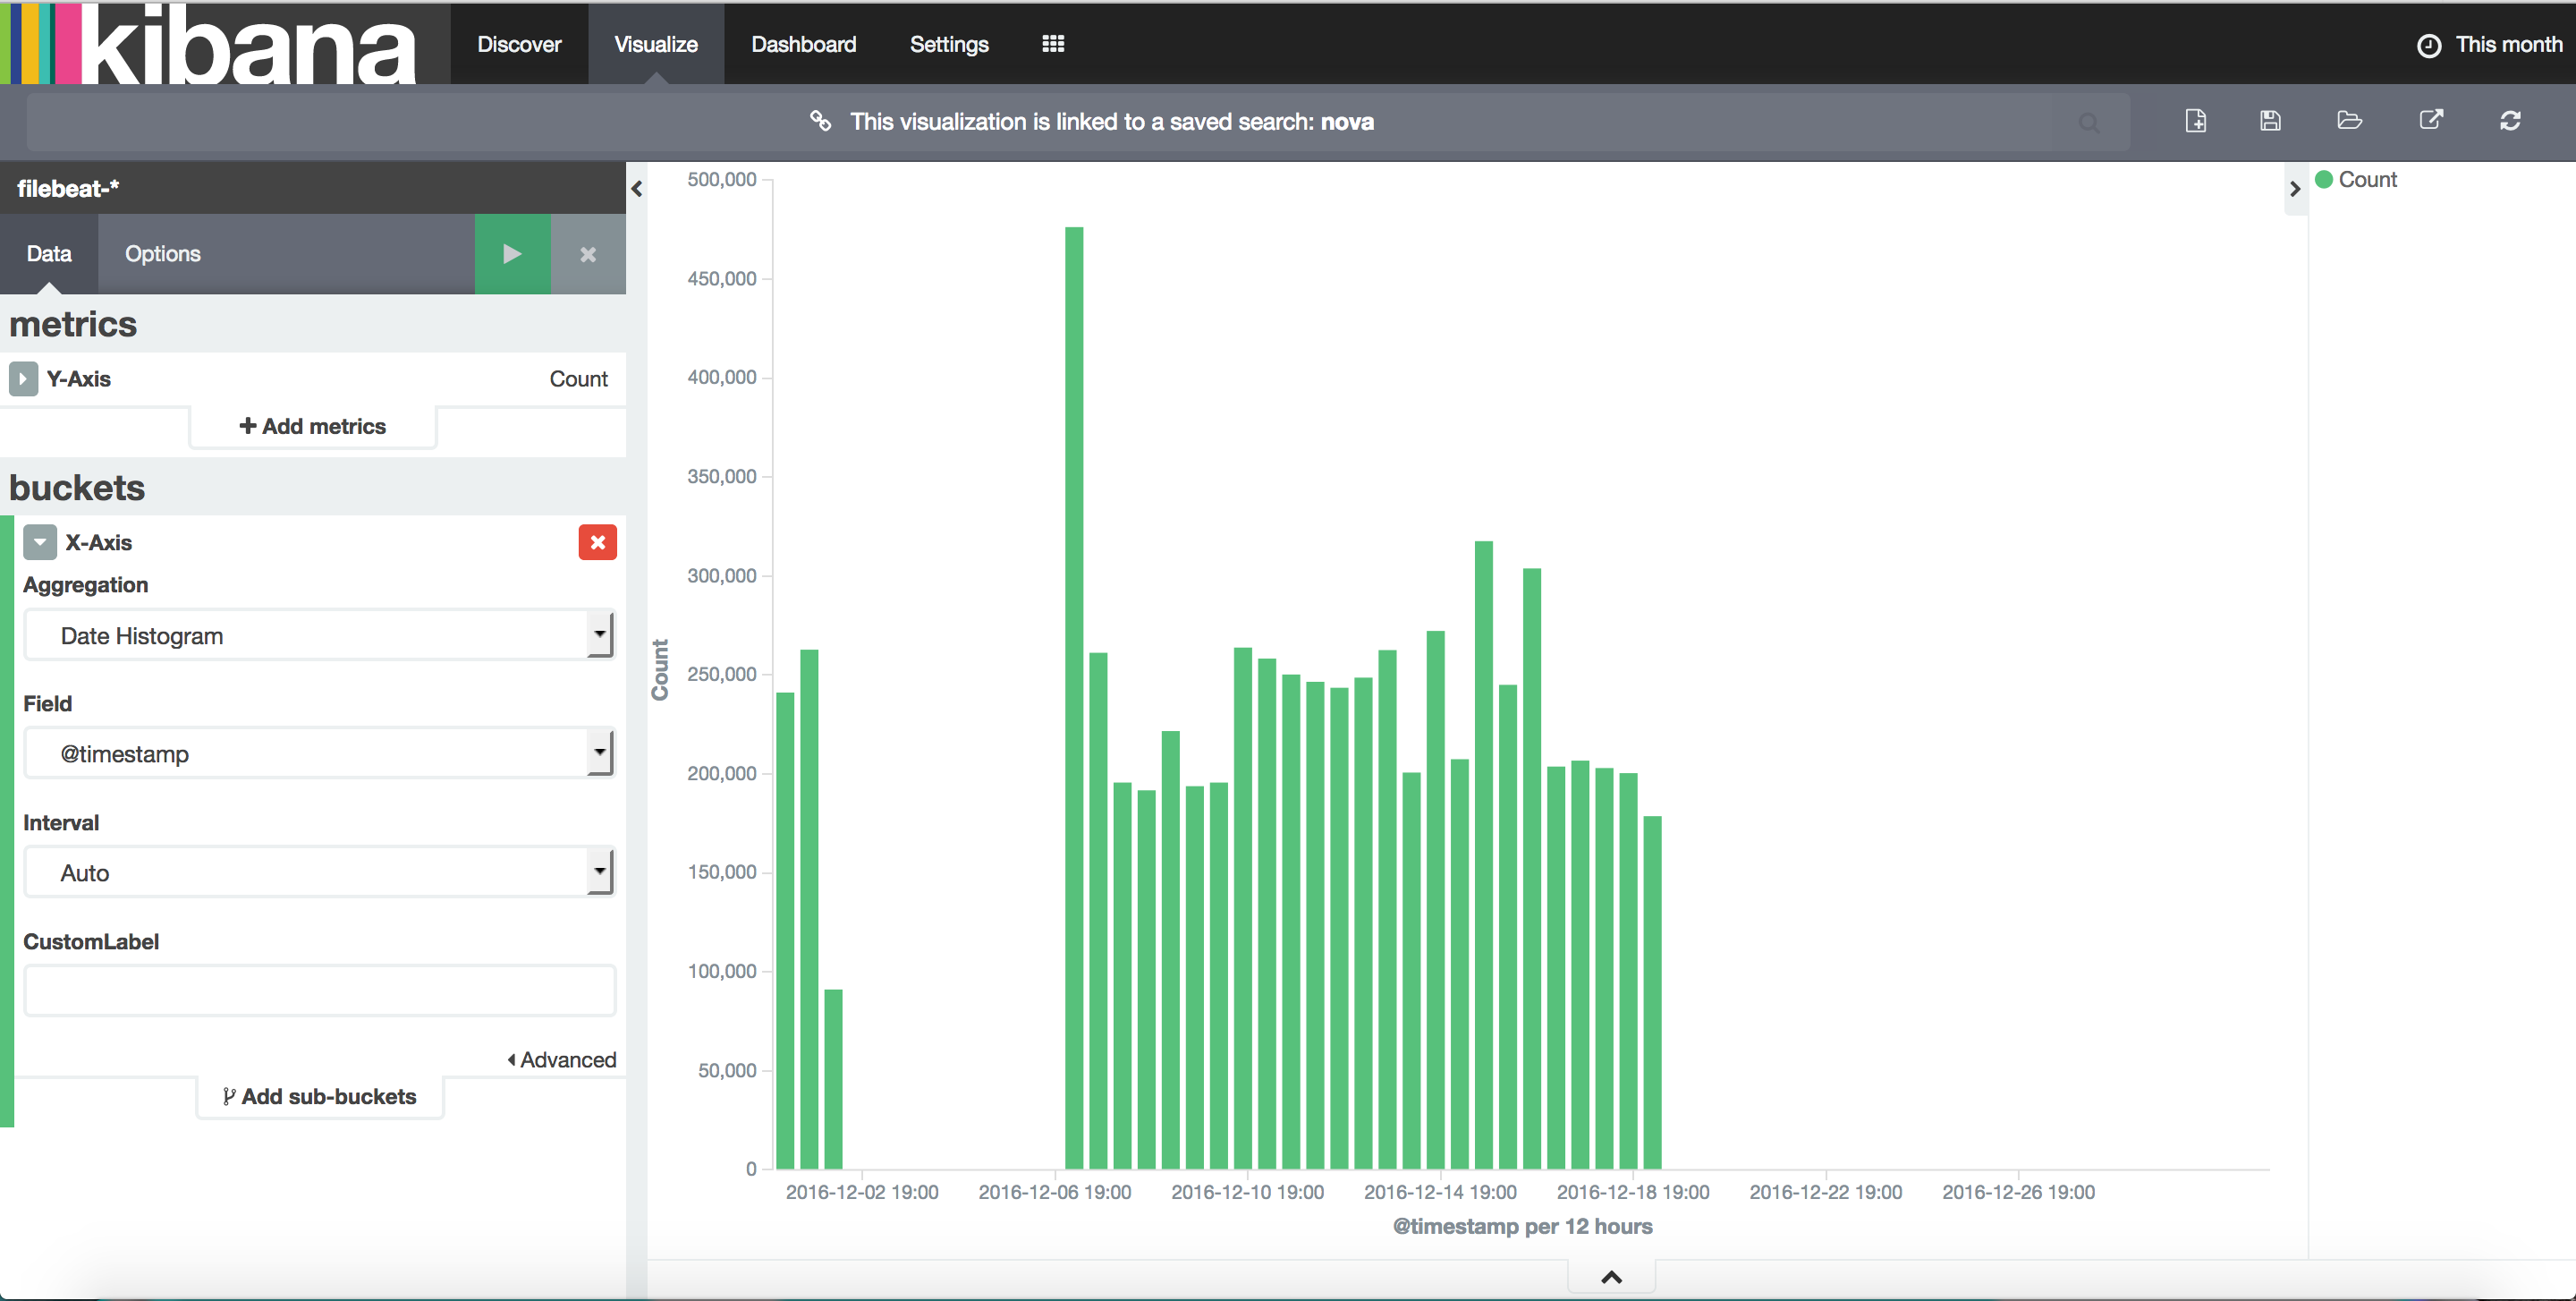 kibana
Discover
Visualize
Dashboard
Settings
This month
This visualization is linked to a saved search: nova
filebeat-*
Data
Options
metrics
Y-Axis
Count
Add metrics
buckets
X-Axis
Aggregation
Date Histogram
Field
@timestamp
Interval
Auto
CustomLabel
Advanced
Add sub-buckets
500,000
450,000
400,000
350,000
300,000
250,000
200,000
150,000
100,000
50,000
0
Count
2016-12-02 19:00
2016-12-06 19:00
2016-12-10 19:00
2016-12-14 19:00
2016-12-18 19:00
2016-12-22 19:00
2016-12-26 19:00
@timestamp per 12 hours
Count